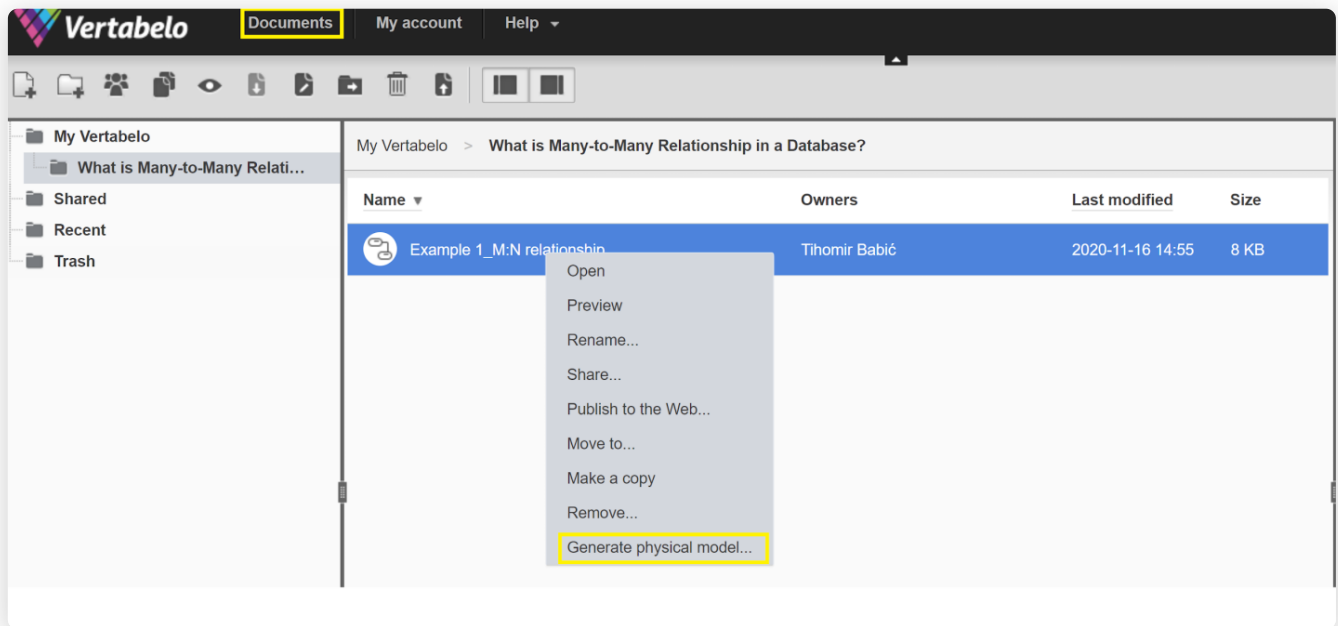 Vertabelo Documents My account Help
My Vertabelo
What is Many-to-Many Relati...
Shared
Recent
Trash
My Vertabelo > What is Many-to-Many Relationship in a Database?
Name Owners Last modified Size
Example 1_M:N relationship Tihomir Babić 2020-11-16 14:55 8 KB
Open
Preview
Rename...
Share...
Publish to the Web...
Move to...
Make a copy
Remove...
Generate physical model...